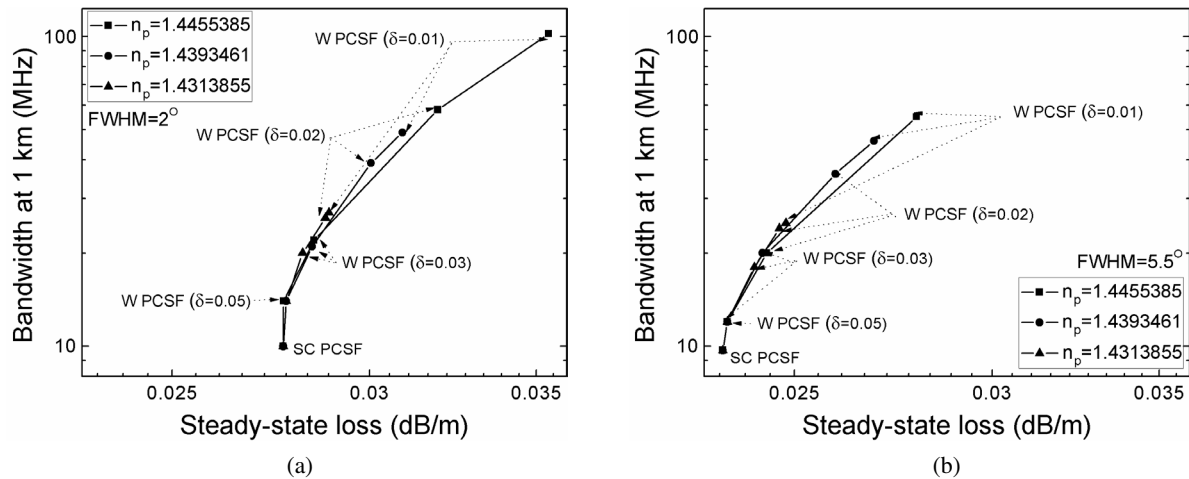 n_p=1.4455385
n_p=1.4393461
n_p=1.4313855
FWHM=2°
W PCSF (δ=0.01)
W PCSF (δ=0.02)
W PCSF (δ=0.03)
W PCSF (δ=0.05)
SC PCSF
100
10
Bandwidth at 1 km (MHz)
0.025
0.03
0.035
Steady-state loss (dB/m)
(a)
W PCSF (δ=0.01)
W PCSF (δ=0.02)
W PCSF (δ=0.03)
FWHM=5.5°
n_p=1.4455385
n_p=1.4393461
n_p=1.4313855
W PCSF (δ=0.05)
SC PCSF
100
10
Bandwidth at 1 km (MHz)
0.025
0.03
0.035
Steady-state loss (dB/m)
(b)